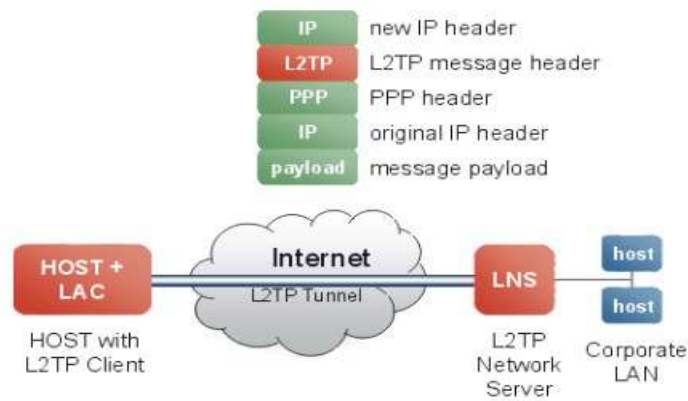 IP new IP header
L2TP L2TP message header
PPP PPP header
IP original IP header
payload message payload
HOST +
LAC
Internet
L2TP Tunnel
LNS
host
host
HOST with
L2TP Client
L2TP
Network
Server
Corporate
LAN